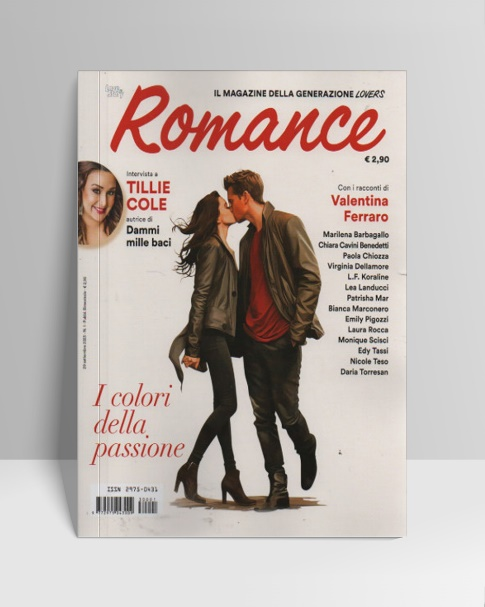 IL MAGAZINE DELLA GENERAZIONE LOVERS
Romance
€ 2,90
Intervista a
TILLIE
COLE
autrice di
Dammi
mille baci
Con i racconti di
Valentina
Ferraro
Marilena Barbagallo
Chiara Cavini Benedetti
Paola Chiozza
Virginia Dellamore
L.F. Koraline
Lea Landucci
Patrisha Mar
Bianca Marconero
Emily Pigozzi
Laura Rocca
Monique Scisci
Edy Tassi
Nicole Teso
Daria Torresan
I colori
della
passione
ISSN 2975-0431